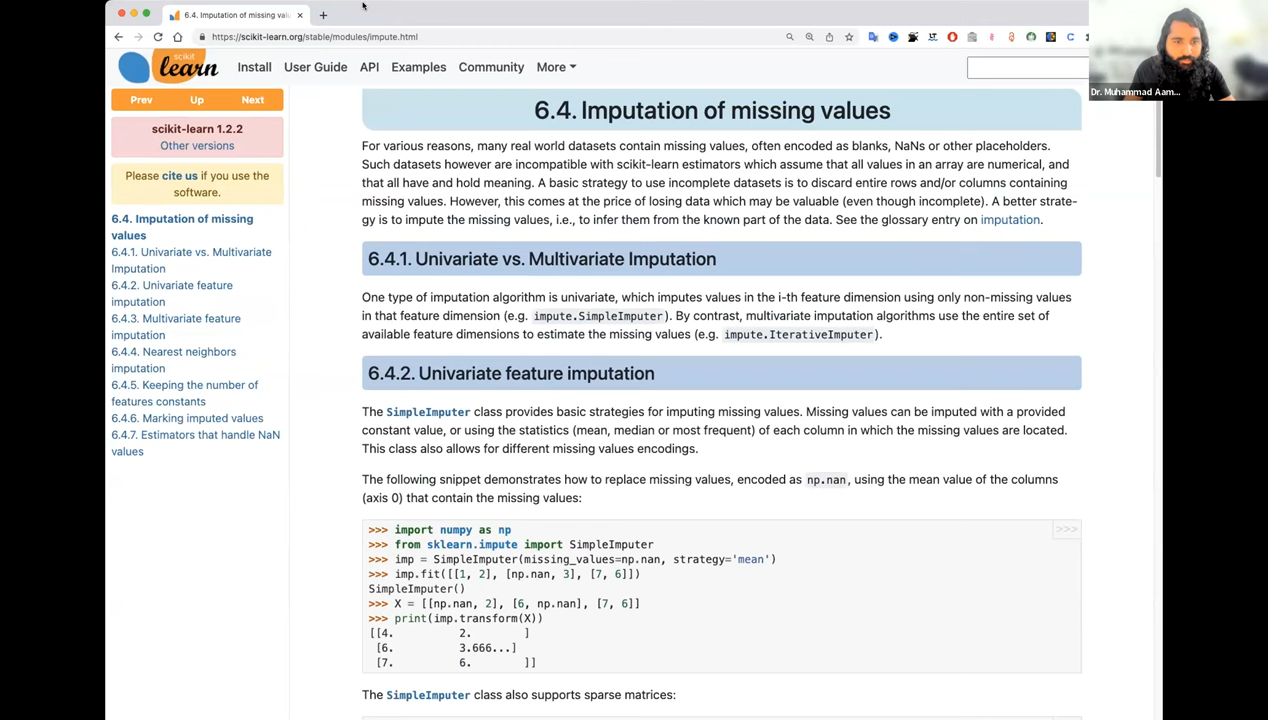 6.4. Imputation of missing valu
https://scikit-learn.org/stable/modules/impute.html
Dr. Muhammad Aam...
scikit
learn
Install
User Guide
API
Examples
Community
More
Prev
Up
Next
scikit-learn 1.2.2
Other versions
Please cite us if you use the
software.
6.4. Imputation of missing
values
6.4.1. Univariate vs. Multivariate
Imputation
6.4.2. Univariate feature
imputation
6.4.3. Multivariate feature
imputation
6.4.4. Nearest neighbors
imputation
6.4.5. Keeping the number of
features constants
6.4.6. Marking imputed values
6.4.7. Estimators that handle NaN
values
6.4. Imputation of missing values
For various reasons, many real world datasets contain missing values, often encoded as blanks, NaNs or other placeholders.
Such datasets however are incompatible with scikit-learn estimators which assume that all values in an array are numerical, and
that all have and hold meaning. A basic strategy to use incomplete datasets is to discard entire rows and/or columns containing
missing values. However, this comes at the price of losing data which may be valuable (even though incomplete). A better strate-
gy is to impute the missing values, i.e., to infer them from the known part of the data. See the glossary entry on imputation.
6.4.1. Univariate vs. Multivariate Imputation
One type of imputation algorithm is univariate, which imputes values in the i-th feature dimension using only non-missing values
in that feature dimension (e.g. impute.SimpleImputer). By contrast, multivariate imputation algorithms use the entire set of
available feature dimensions to estimate the missing values (e.g. impute.IterativeImputer).
6.4.2. Univariate feature imputation
The SimpleImputer class provides basic strategies for imputing missing values. Missing values can be imputed with a provided
constant value, or using the statistics (mean, median or most frequent) of each column in which the missing values are located.
This class also allows for different missing values encodings.
The following snippet demonstrates how to replace missing values, encoded as np.nan, using the mean value of the columns
(axis 0) that contain the missing values:
>>>
>>> import numpy as np
>>> from sklearn.impute import SimpleImputer
>>> imp = SimpleImputer(missing_values=np.nan, strategy='mean')
>>> imp.fit([[1, 2], [np.nan, 3], [7, 6]])
SimpleImputer()
>>> X = [[np.nan, 2], [6, np.nan], [7, 6]]
>>> print(imp.transform(X))
[[4. 2. ]
[6. 3.666...]
[7. 6. ]]
The SimpleImputer class also supports sparse matrices: